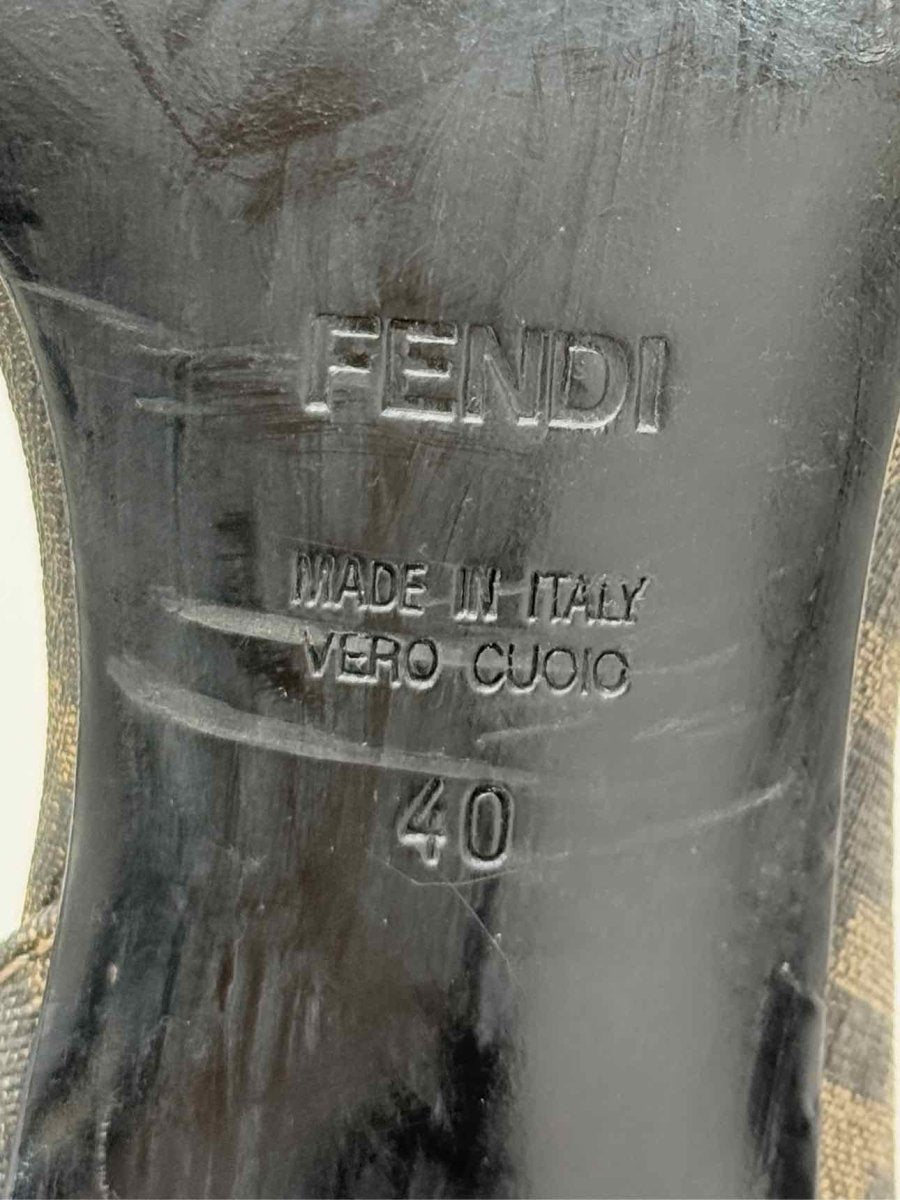 FENDI
MADE IN ITALY
VERO CUOIO
40